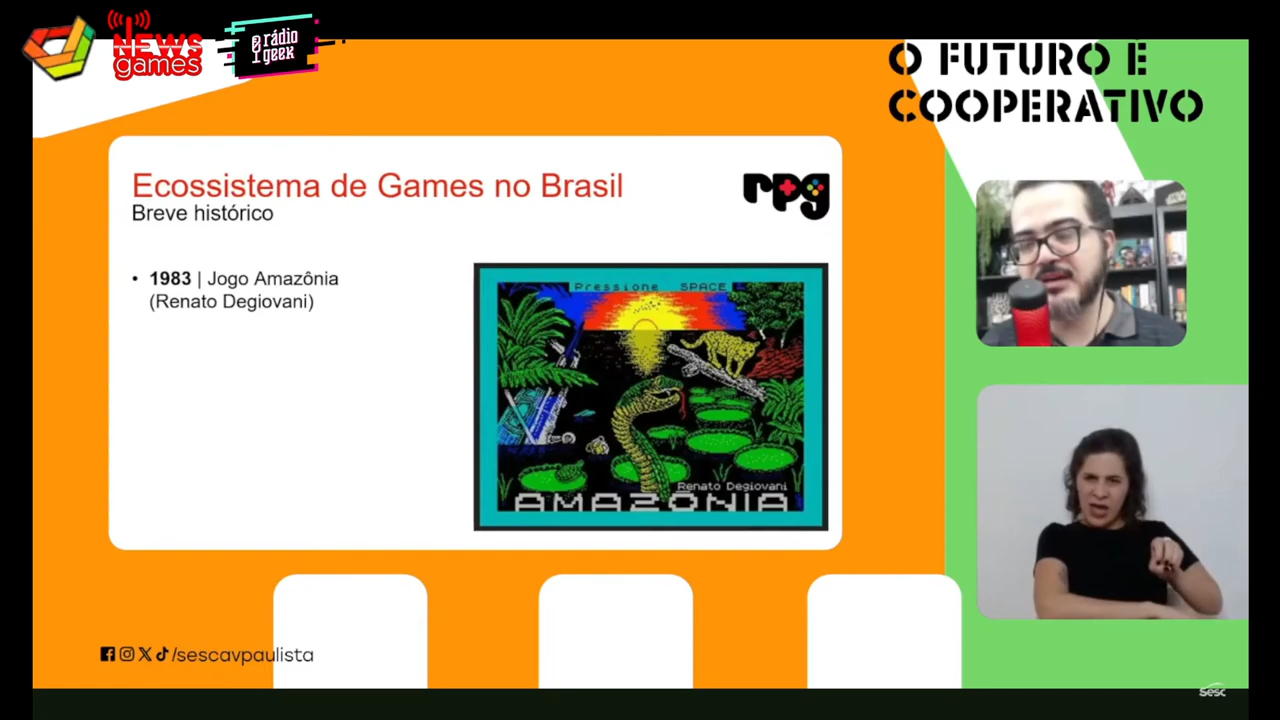 NEWS
games
rádio
geek
O FUTURO É
COOPERATIVO
Ecossistema de Games no Brasil
Breve histórico
rpg
• 1983 | Jogo Amazônia
(Renato Degiovani)
Pressione SPACE
Renato Degiovani
AMAZÔNIA
/sescavpaulista
Sesc